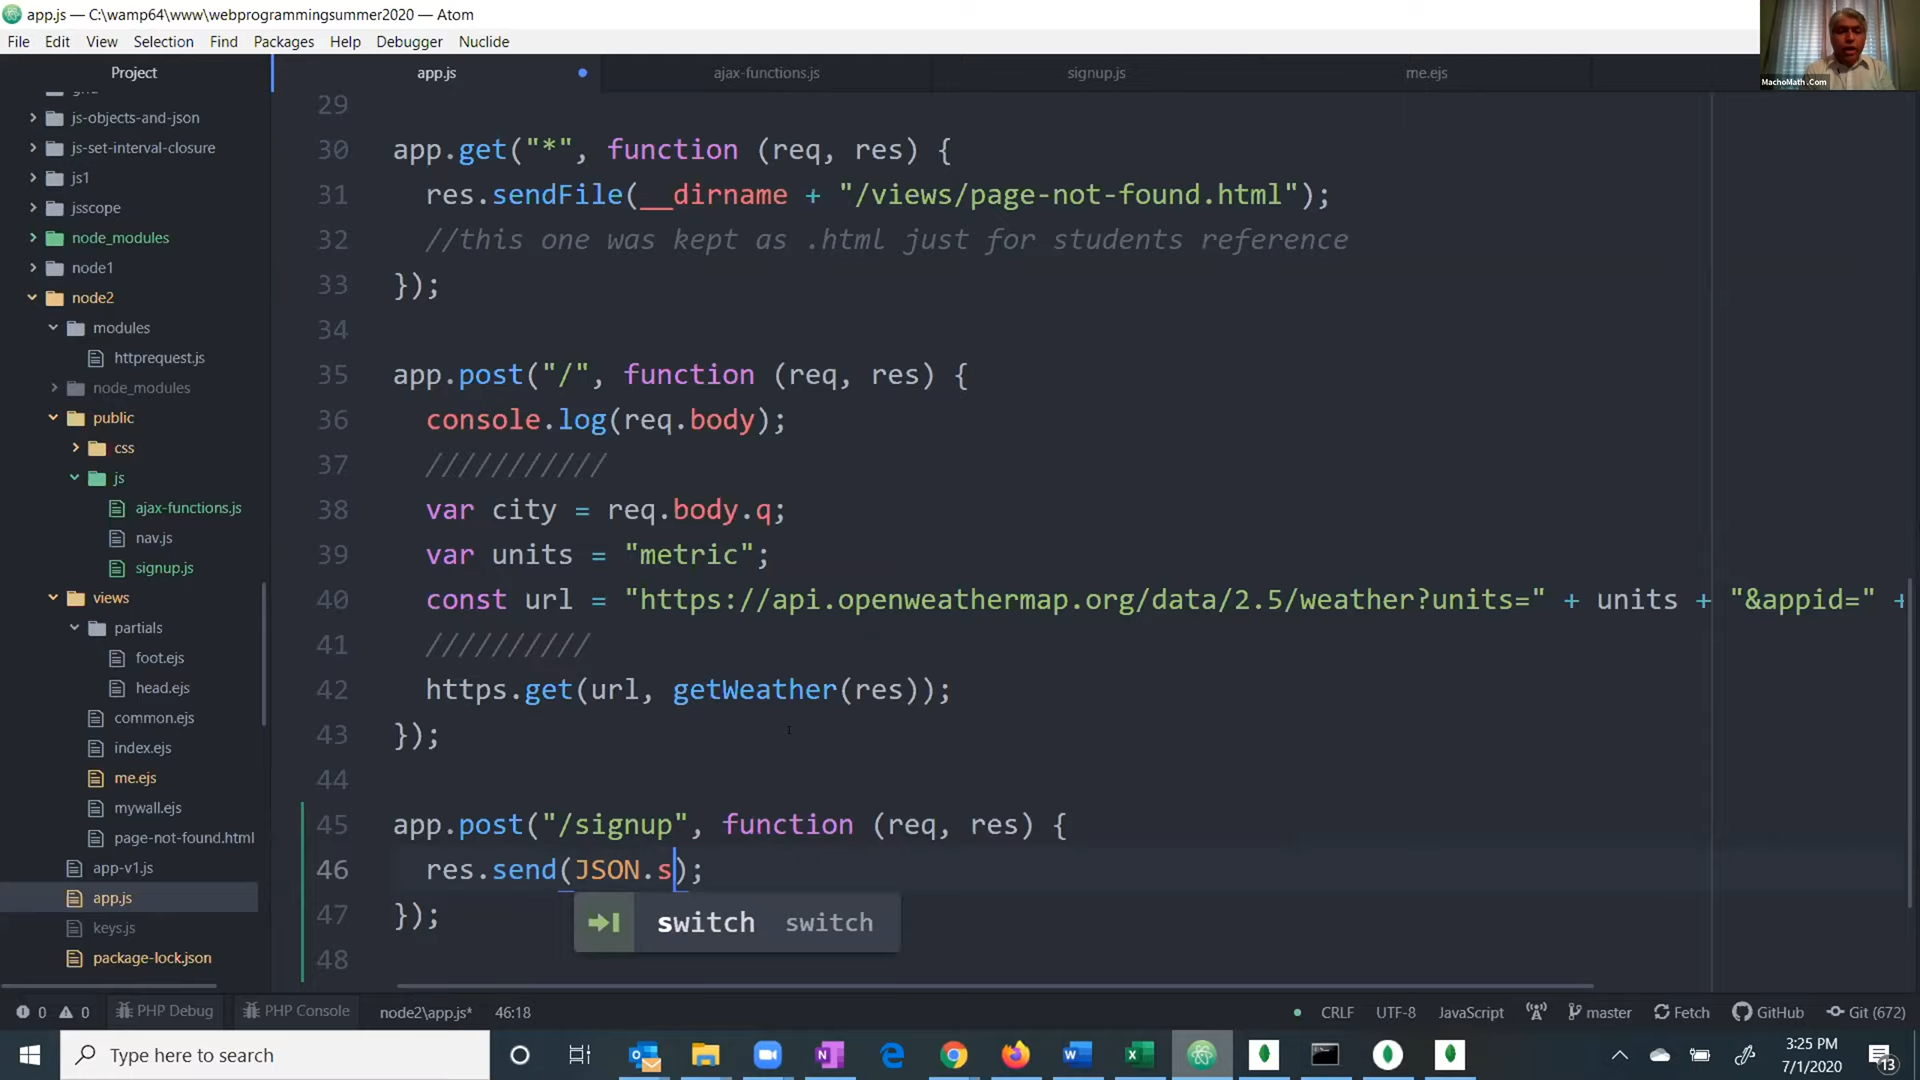 app.js — C:\wamp64\www\webprogrammingsummer2020 — Atom
File Edit View Selection Find Packages Help Debugger Nuclide
MachoMath .Com
Project
app.js
ajax-functions.js
signup.js
me.ejs
js-objects-and-json
js-set-interval-closure
js1
jsscope
node_modules
node1
node2
modules
httprequest.js
node_modules
public
css
js
ajax-functions.js
nav.js
signup.js
views
partials
foot.ejs
head.ejs
common.ejs
index.ejs
me.ejs
mywall.ejs
page-not-found.html
app-v1.js
app.js
keys.js
package-lock.json
29
30 app.get("*", function (req, res) {
31 res.sendFile(__dirname + "/views/page-not-found.html");
32 //this one was kept as .html just for students reference
33 });
34
35 app.post("/", function (req, res) {
36 console.log(req.body);
37 ///////////
38 var city = req.body.q;
39 var units = "metric";
40 const url = "https://api.openweathermap.org/data/2.5/weather?units=" + units + "&appid=" +
41 //////////
42 https.get(url, getWeather(res));
43 });
44
45 app.post("/signup", function (req, res) {
46 res.send(JSON.s);
switch switch
47 });
48
0 0 PHP Debug PHP Console node2\app.js* 46:18 CRLF UTF-8 JavaScript master Fetch GitHub Git (672)
Type here to search
3:25 PM
7/1/2020
13